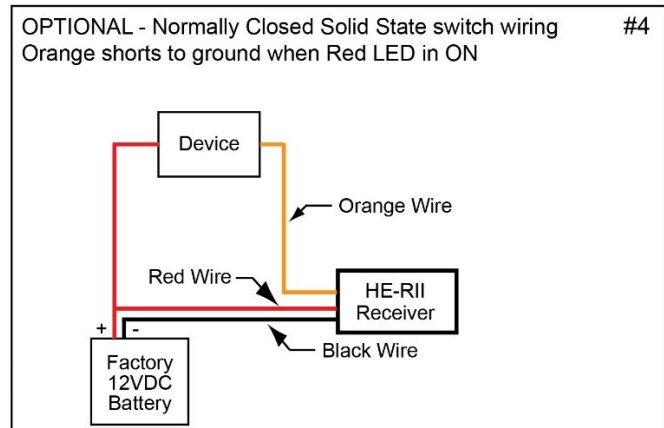 OPTIONAL - Normally Closed Solid State switch wiring #4
Orange shorts to ground when Red LED in ON
Device
Orange Wire
Red Wire
HE-RII
Receiver
+ -
Black Wire
Factory
12VDC
Battery